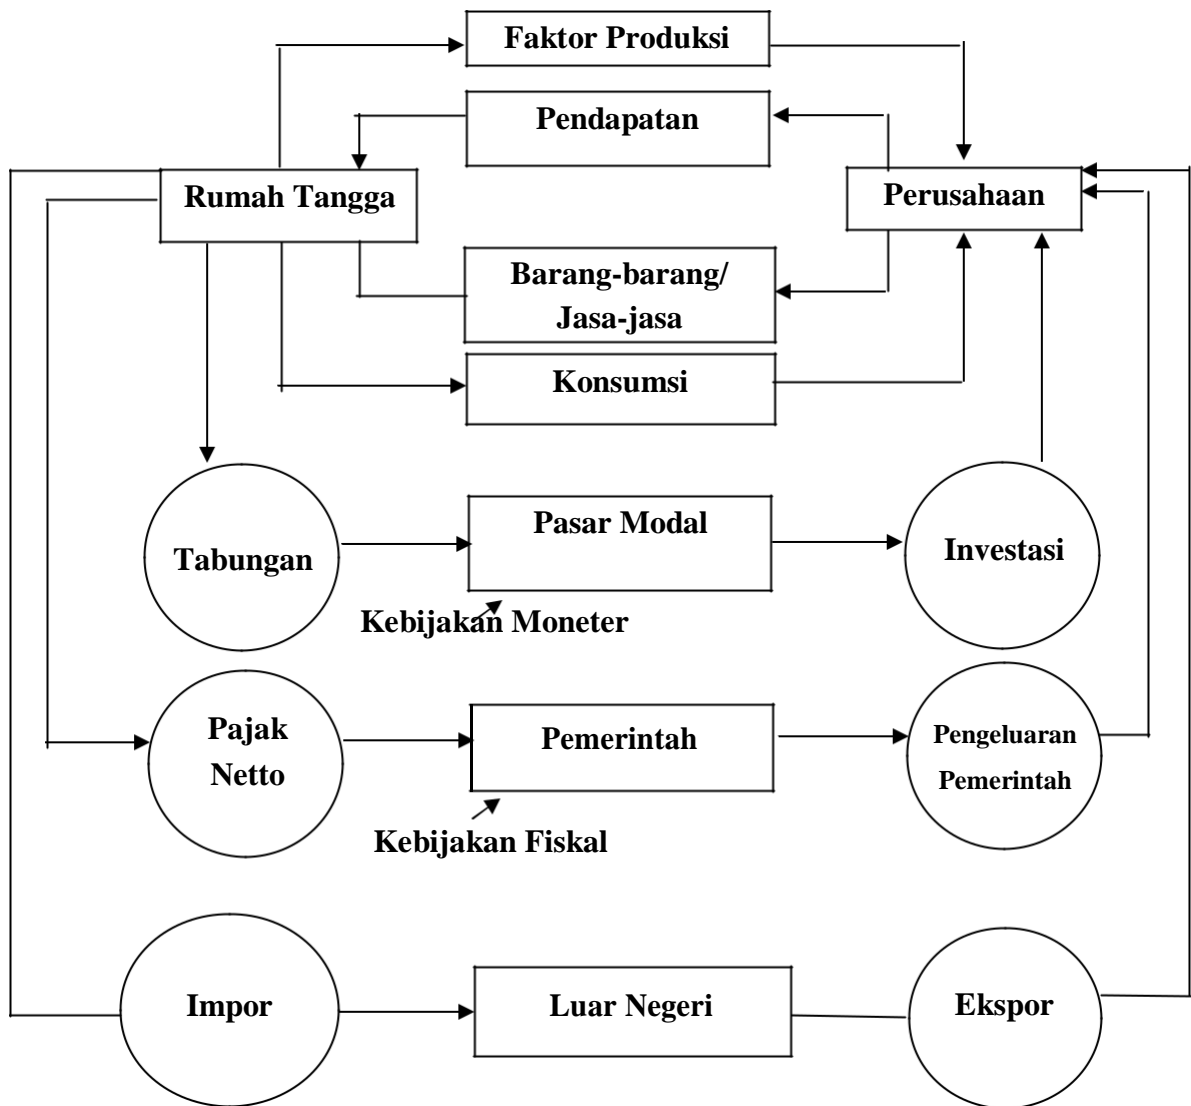 Faktor Produksi
Pendapatan
Rumah Tangga
Perusahaan
Barang-barang/
Jasa-jasa
Konsumsi
Tabungan
Pasar Modal
Investasi
Kebijakan Moneter
Pajak
Netto
Pemerintah
Pengeluaran
Pemerintah
Kebijakan Fiskal
Impor
Luar Negeri
Ekspor